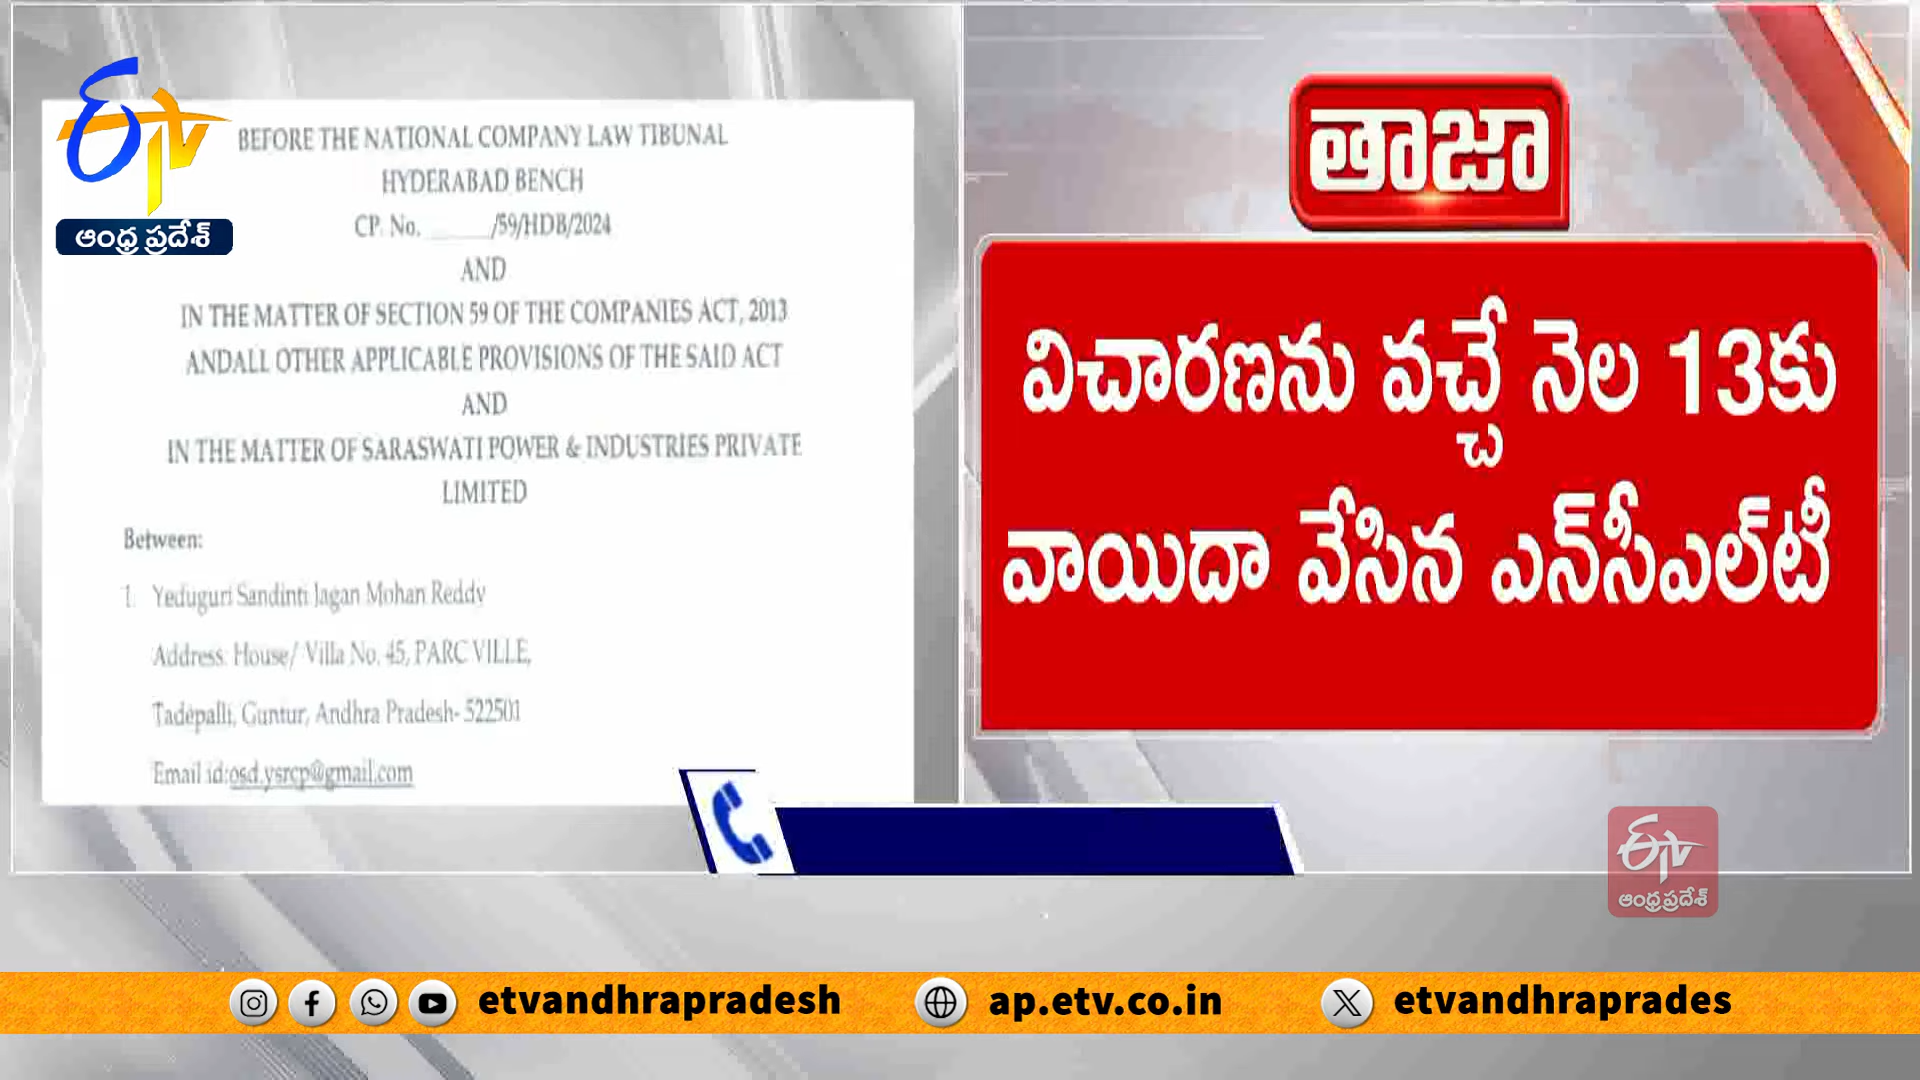 ETV
ఆంధ్ర ప్రదేశ్
BEFORE THE NATIONAL COMPANY LAW TIBUNAL
HYDERABAD BENCH
CP. No. ______/59/HDB/2024
AND
IN THE MATTER OF SECTION 59 OF THE COMPANIES ACT, 2013
ANDALL OTHER APPLICABLE PROVISIONS OF THE SAID ACT
AND
IN THE MATTER OF SARASWATI POWER & INDUSTRIES PRIVATE
LIMITED
Between:
1. Yeduguri Sandinti Jagan Mohan Reddy
Address: House/ Villa No. 45, PARC VILLE,
Tadepalli, Guntur, Andhra Pradesh- 522501
Email id:osd.ysrcp@gmail.com
తాజా
విచారణను వచ్చే నెల 13కు
వాయిదా వేసిన ఎన్‌సీఎల్‌టీ
ETV
ఆంధ్రప్రదేశ్
etvandhrapradesh
ap.etv.co.in
etvandhraprades